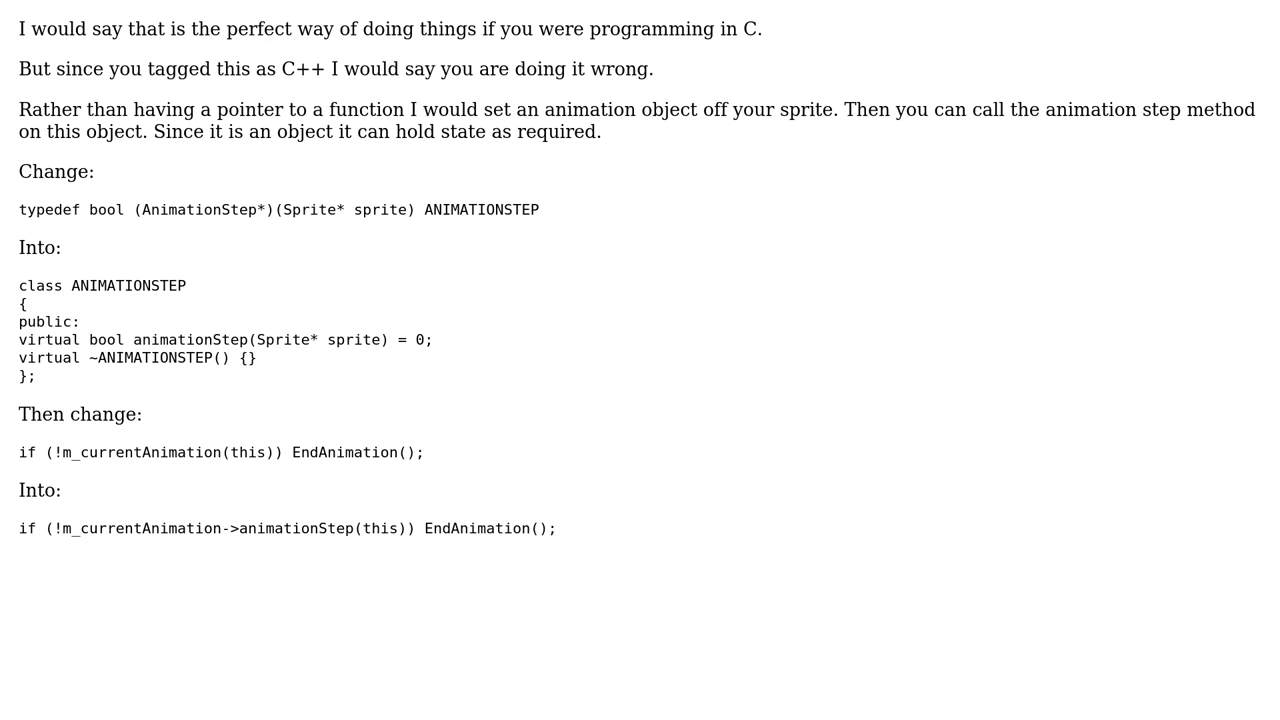 I would say that is the perfect way of doing things if you were programming in C.
But since you tagged this as C++ I would say you are doing it wrong.
Rather than having a pointer to a function I would set an animation object off your sprite. Then you can call the animation step method
on this object. Since it is an object it can hold state as required.
Change:
typedef bool (AnimationStep*)(Sprite* sprite) ANIMATIONSTEP
Into:
class ANIMATIONSTEP
{
public:
virtual bool animationStep(Sprite* sprite) = 0;
virtual ~ANIMATIONSTEP() {}
};
Then change:
if (!m_currentAnimation(this)) EndAnimation();
Into:
if (!m_currentAnimation->animationStep(this)) EndAnimation();